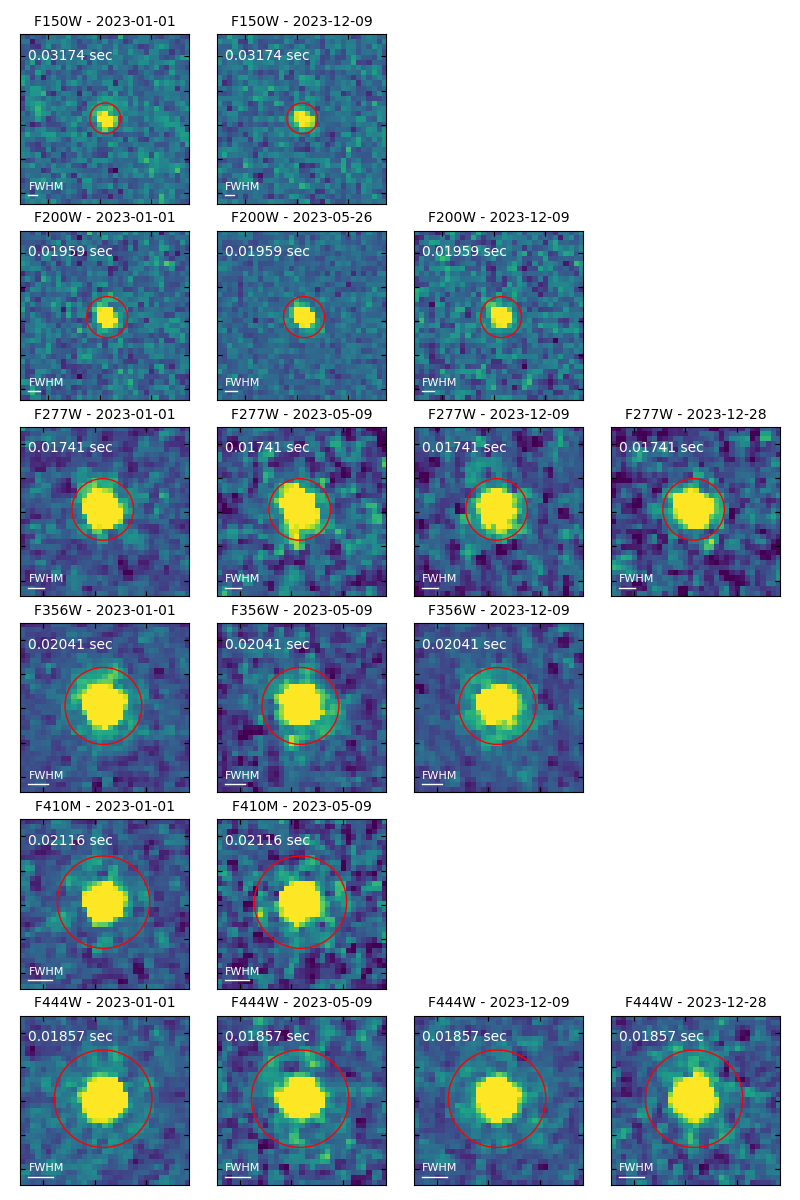 F150W - 2023-01-01
F150W - 2023-12-09
0.03174 sec
0.03174 sec
FWHM
FWHM
F200W - 2023-01-01
F200W - 2023-05-26
F200W - 2023-12-09
0.01959 sec
0.01959 sec
0.01959 sec
FWHM
FWHM
FWHM
F277W - 2023-01-01
F277W - 2023-05-09
F277W - 2023-12-09
F277W - 2023-12-28
0.01741 sec
0.01741 sec
0.01741 sec
0.01741 sec
FWHM
FWHM
FWHM
FWHM
F356W - 2023-01-01
F356W - 2023-05-09
F356W - 2023-12-09
0.02041 sec
0.02041 sec
0.02041 sec
FWHM
FWHM
FWHM
F410M - 2023-01-01
F410M - 2023-05-09
0.02116 sec
0.02116 sec
FWHM
FWHM
F444W - 2023-01-01
F444W - 2023-05-09
F444W - 2023-12-09
F444W - 2023-12-28
0.01857 sec
0.01857 sec
0.01857 sec
0.01857 sec
FWHM
FWHM
FWHM
FWHM